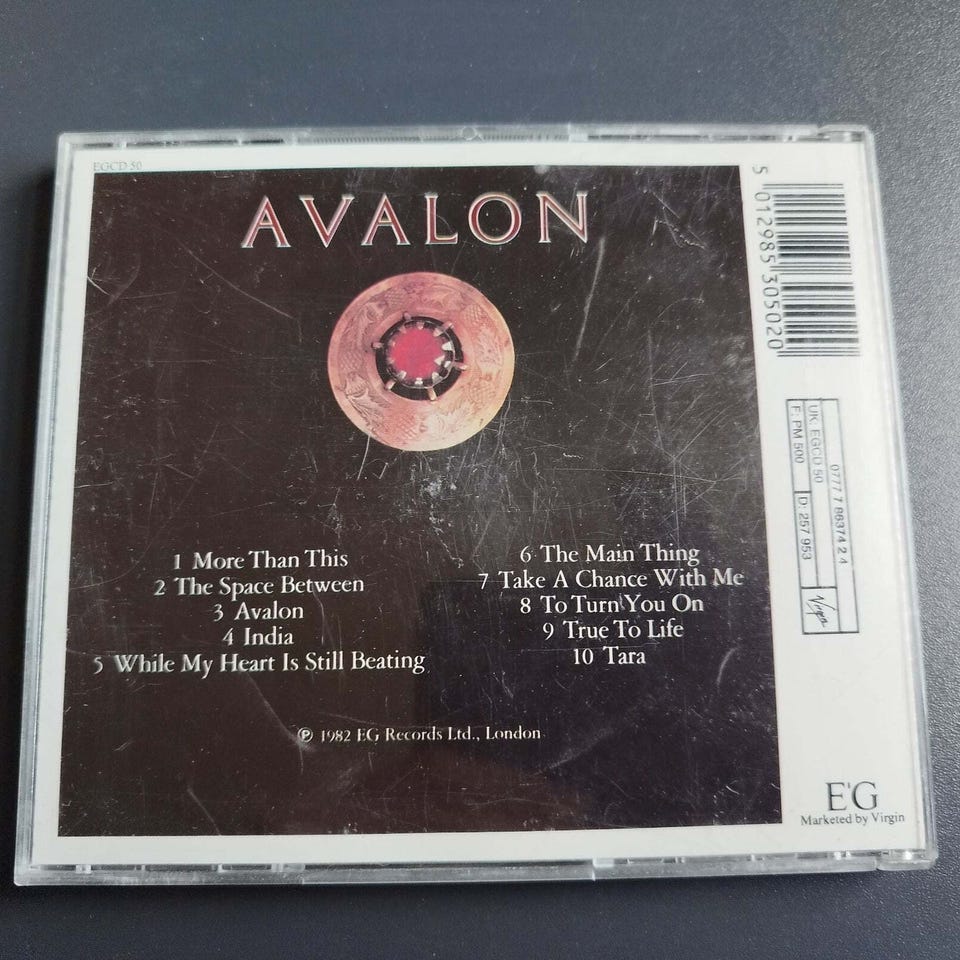 EGCD 50
AVALON
1 More Than This
2 The Space Between
3 Avalon
4 India
5 While My Heart Is Still Beating
6 The Main Thing
7 Take A Chance With Me
8 To Turn You On
9 True To Life
10 Tara
℗ 1982 EG Records Ltd., London
5 012985 305020
0777 7 86374 2 4
UK: EGCD 50
F: PM 500
D: 257 953
Virgin
E'G
Marketed by Virgin